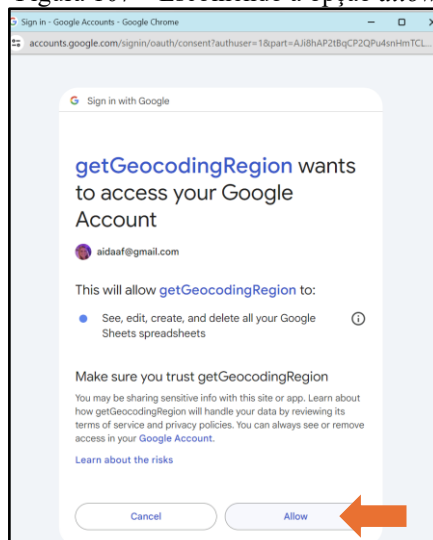 Sign in - Google Accounts - Google Chrome
accounts.google.com/signin/oauth/consent?authuser=1&part=AJi8hAP2tBqCP2QPu4snHmTCL...
Sign in with Google
getGeocodingRegion wants
to access your Google
Account
aidaaf@gmail.com
This will allow getGeocodingRegion to:
See, edit, create, and delete all your Google
Sheets spreadsheets
Make sure you trust getGeocodingRegion
You may be sharing sensitive info with this site or app. Learn about
how getGeocodingRegion will handle your data by reviewing its
terms of service and privacy policies. You can always see or remove
access in your Google Account.
Learn about the risks
Cancel
Allow